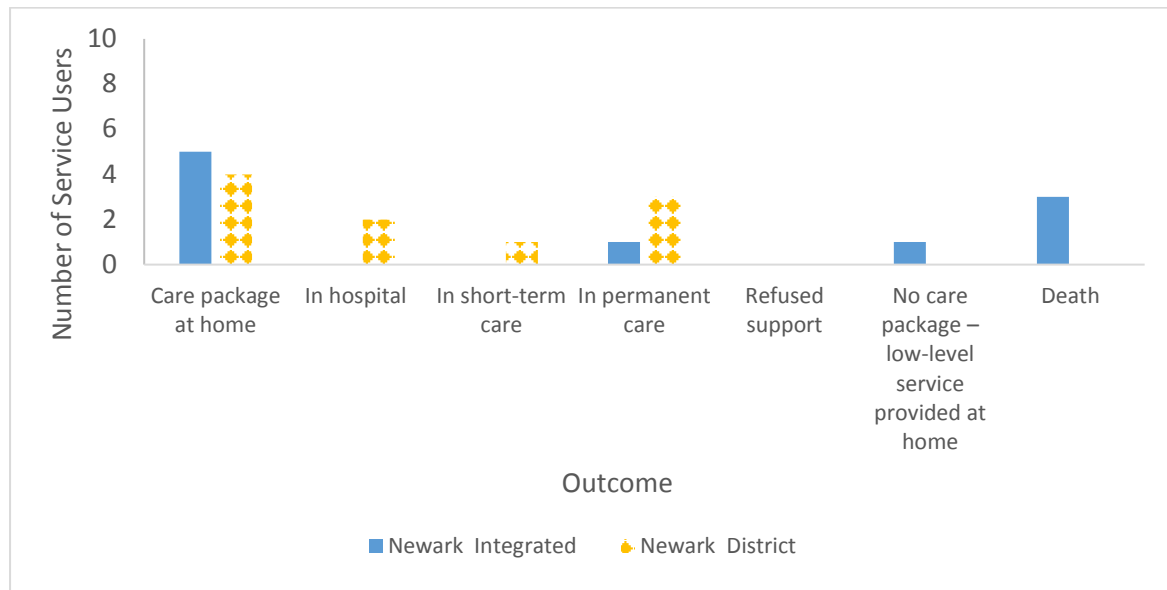 Number of Service Users
10
8
6
4
2
0
Care package
at home
In hospital
In short-term
care
In permanent
care
Refused
support
No care
package –
low-level
service
provided at
home
Death
Outcome
Newark Integrated
Newark District